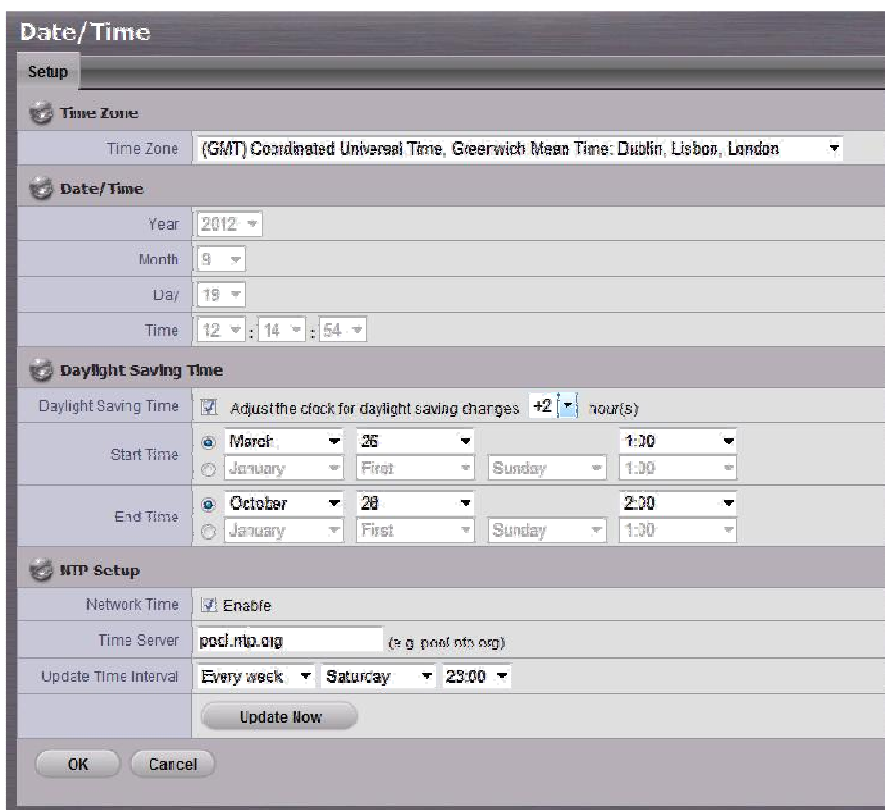 Date/Time
Setup
Time Zone
Time Zone (GMT) Coordinated Universal Time, Greenwich Mean Time: Dublin, Lisbon, London
Date/Time
Year 2012
Month 9
Day 19
Time 12 : 14 : 54
Daylight Saving Time
Daylight Saving Time Adjust the clock for daylight saving changes +2 hour(s)
Start Time
March 25 1:00
January First Sunday 1:00
End Time
October 28 2:00
January First Sunday 1:00
NTP Setup
Network Time Enable
Time Server pool.ntp.org (e.g. pool.ntp.org)
Update Time Interval Every week Saturday 23:00
Update Now
OK Cancel